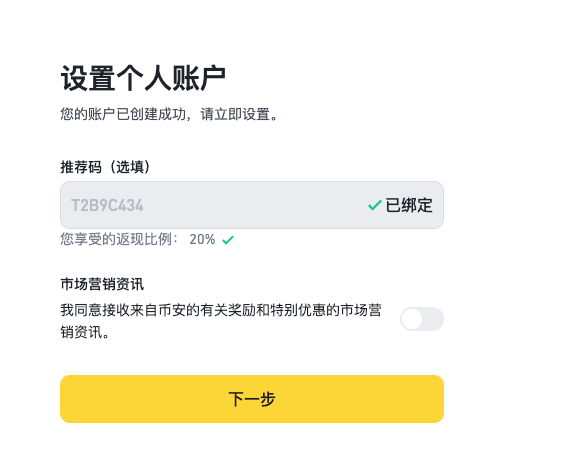 设置个人账户
您的账户已创建成功，请立即设置。
推荐码（选填）
T2B9C434 已绑定
您享受的返现比例： 20%
市场营销资讯
我同意接收来自币安的有关奖励和特别优惠的市场营
销资讯。
下一步